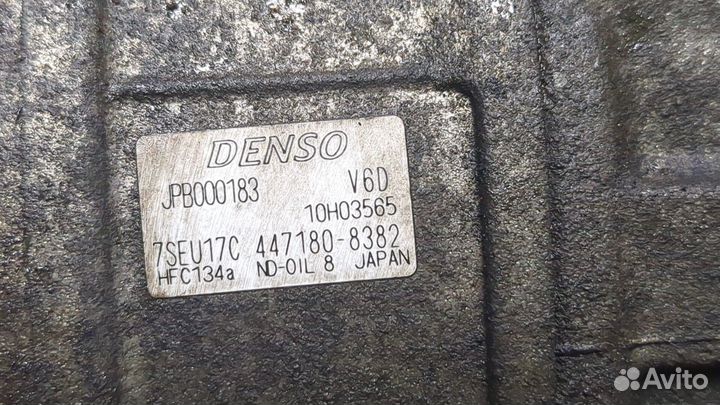 DENSO
JPB000183 V6D
10H03565
7SEU17C 447180-8382
HFC134a ND-OIL 8 JAPAN
Avito